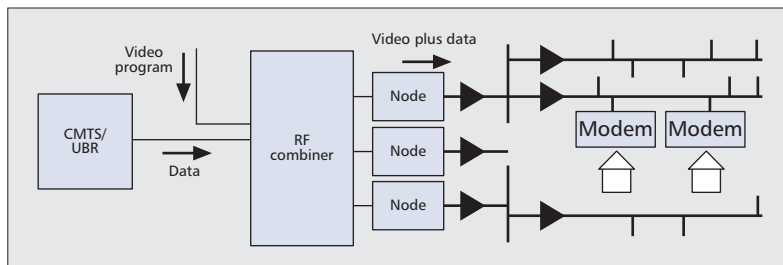 Video
program
Video plus data
CMTS/
UBR
Data
RF
combiner
Node
Node
Node
Modem
Modem